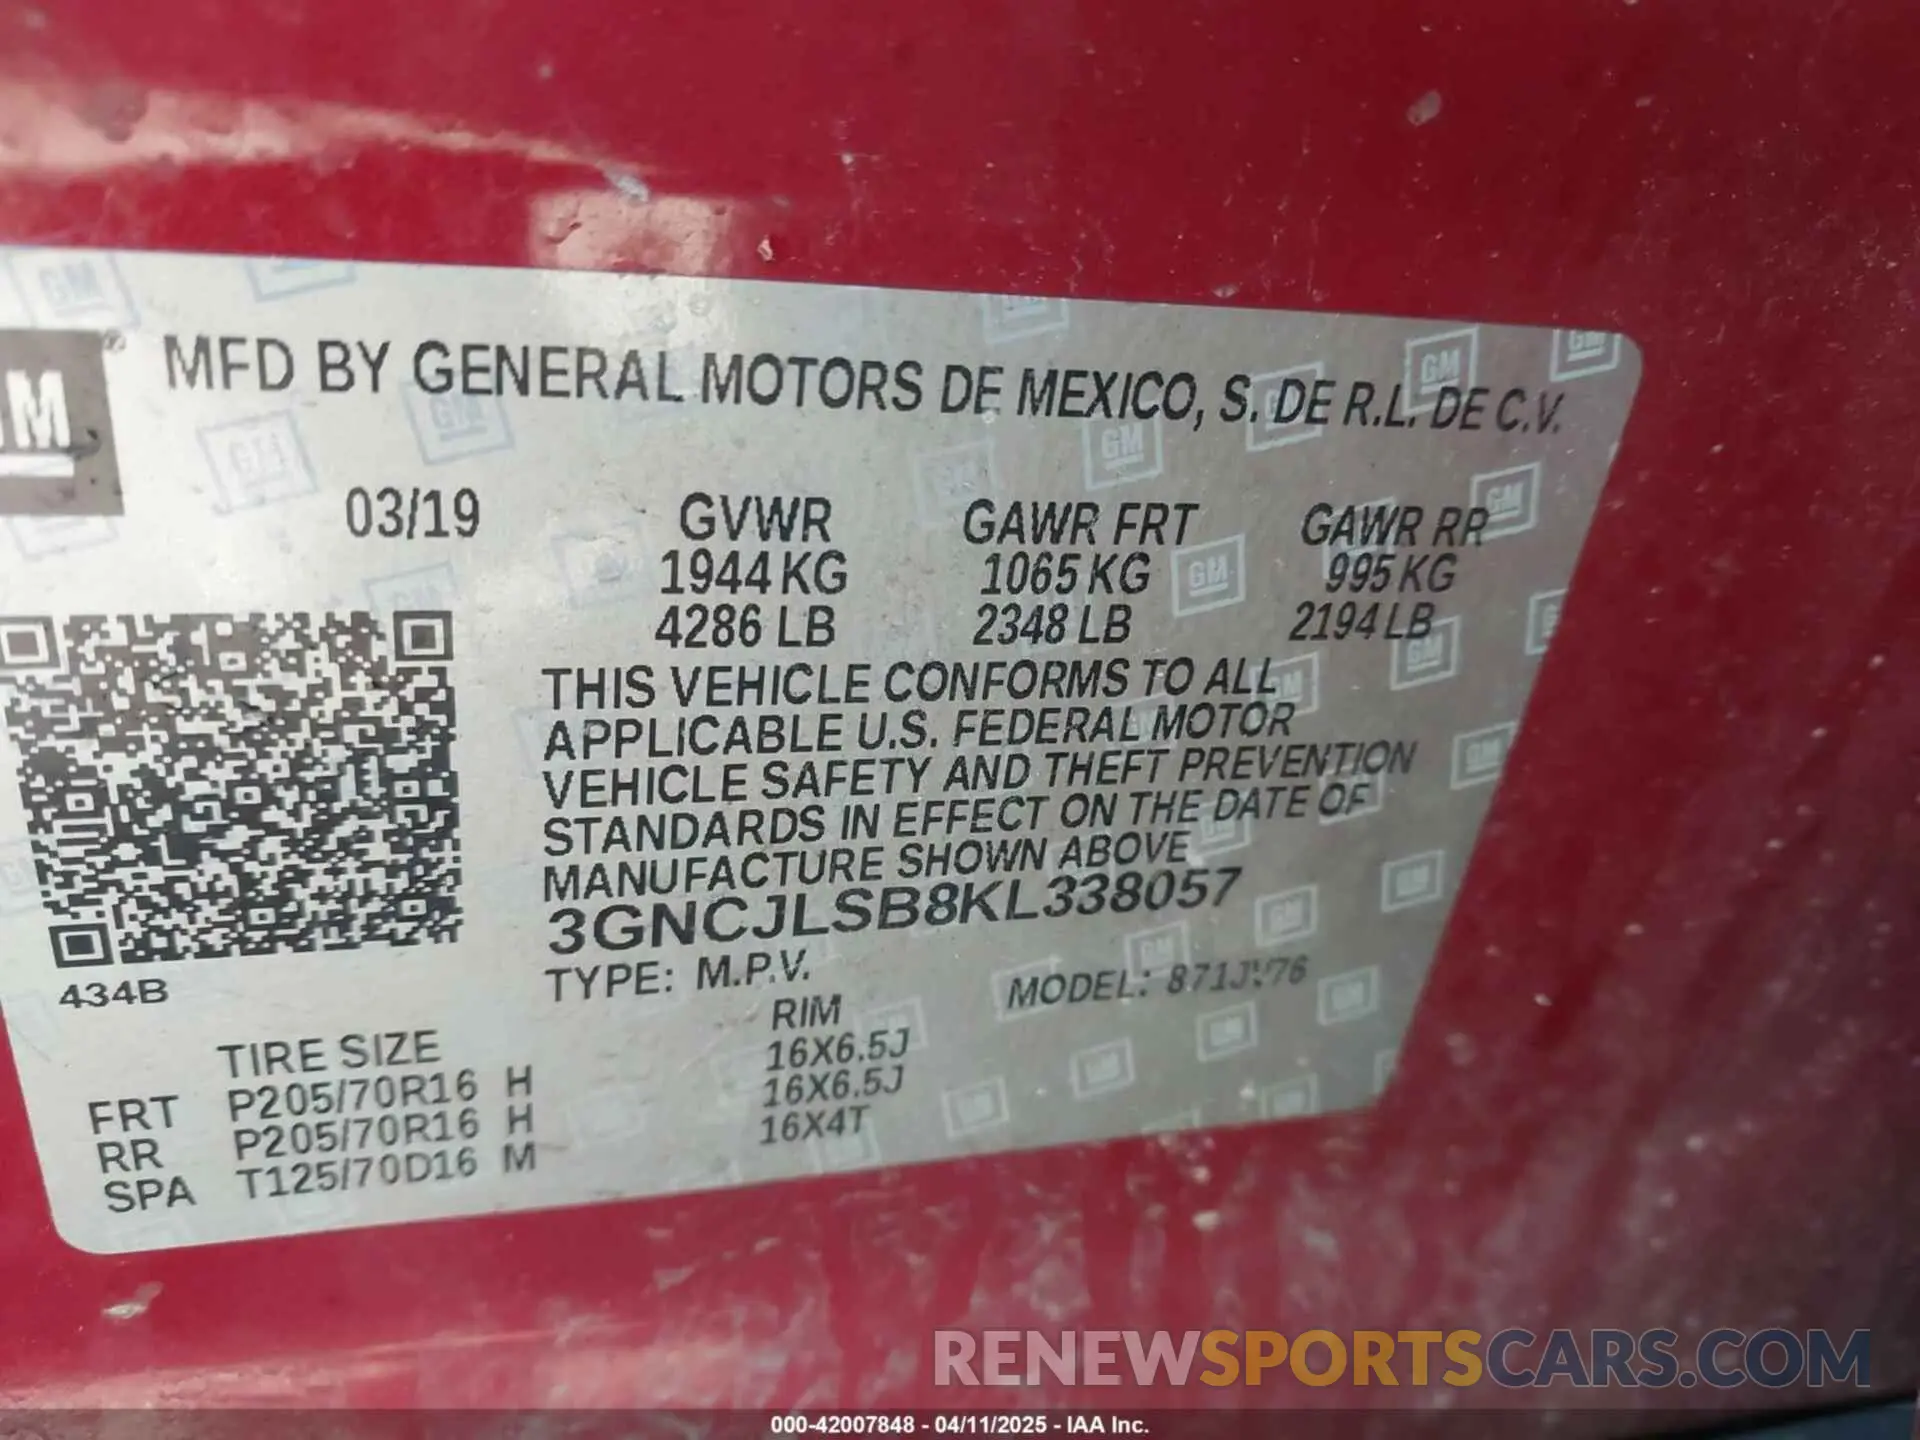 GM ® MFD BY GENERAL MOTORS DE MEXICO, S. DE R.L. DE C.V.
03/19 GVWR GAWR FRT GAWR RR
1944 KG 1065 KG 995 KG
4286 LB 2348 LB 2194 LB
THIS VEHICLE CONFORMS TO ALL
APPLICABLE U.S. FEDERAL MOTOR
VEHICLE SAFETY AND THEFT PREVENTION
STANDARDS IN EFFECT ON THE DATE OF
MANUFACTURE SHOWN ABOVE
3GNCJLSB8KL338057
434B TYPE: M.P.V. MODEL:
TIRE SIZE RIM
FRT P205/70R16 H 16X6.5J
RR P205/70R16 H 16X6.5J
SPA T125/70D16 M 16X4T
RENEWSPORTSCARS.COM
000-42007848 - 04/11/2025 - IAA Inc.